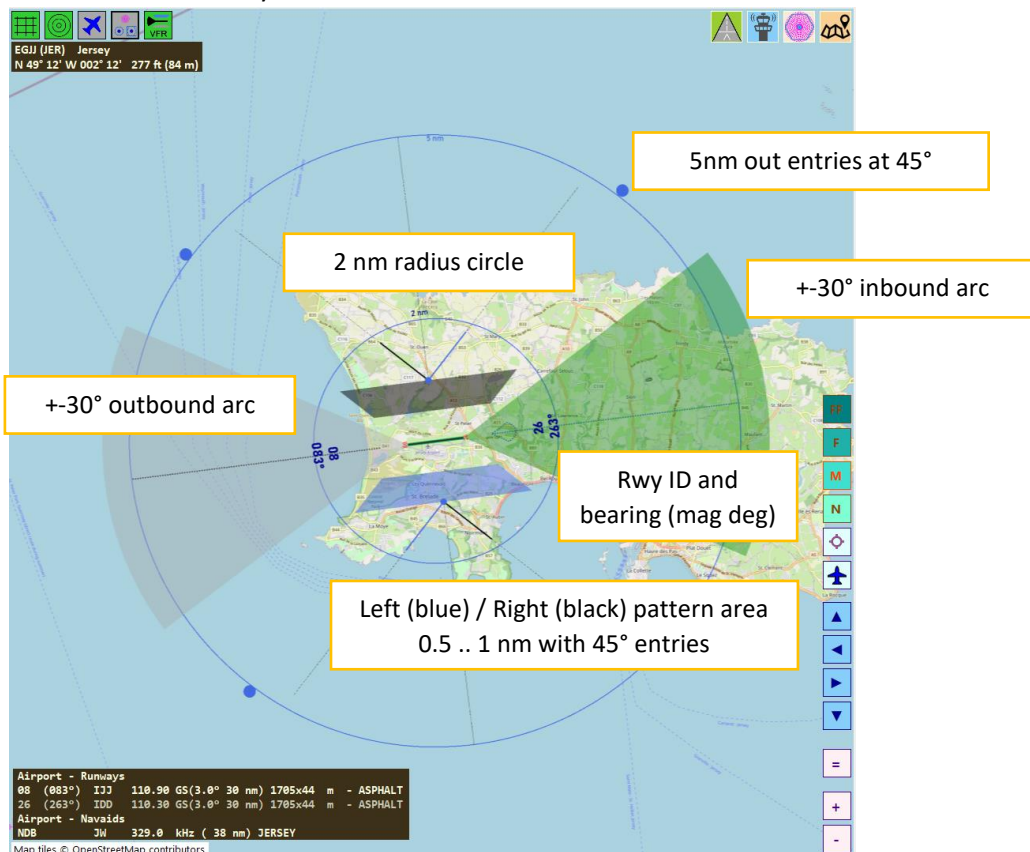 VFR
EGJJ (JER)   Jersey
N 49° 12' W 002° 12'   277 ft (84 m)
5 nm
5nm out entries at 45°
2 nm radius circle
+-30° inbound arc
2 nm
+-30° outbound arc
26
263°
08
083°
FF
F
M
N
Rwy ID and
bearing (mag deg)
Left (blue) / Right (black) pattern area
0.5 .. 1 nm with 45° entries
=
+
-
Airport - Runways
08  (083°)  IJJ   110.90 GS(3.0° 30 nm) 1705x44  m  - ASPHALT
26  (263°)  IDD   110.30 GS(3.0° 30 nm) 1705x44  m  - ASPHALT
Airport - Navaids
NDB         JW    329.0  kHz ( 38 nm) JERSEY
Map tiles © OpenStreetMap contributors